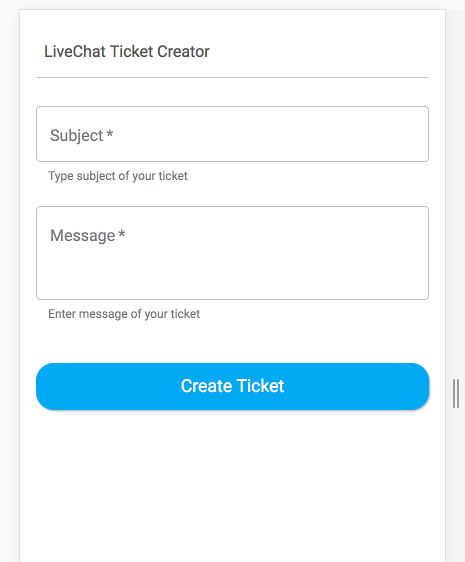 LiveChat Ticket Creator
Subject *
Type subject of your ticket
Message *
Enter message of your ticket
Create Ticket